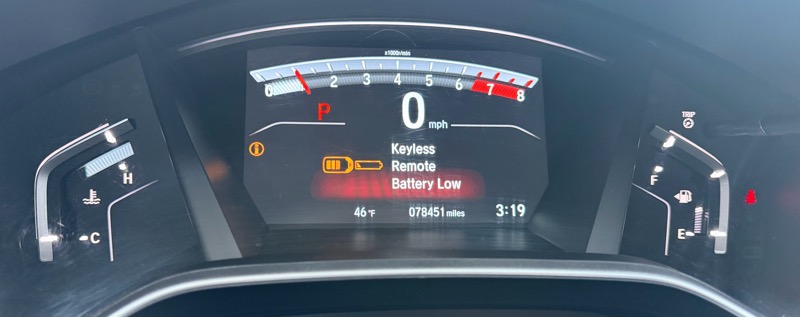 x1000r/min
0 2 3 4 5 6 7 8
P
0 mph
TRIP
Keyless
Remote
Battery Low
H
C
F
E
46°F 078451 miles 3:19